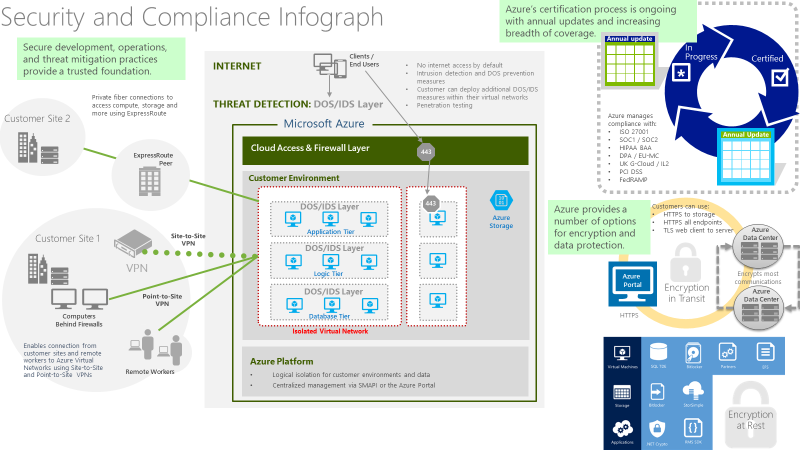 Security and Compliance Infograph
Secure development, operations,
and threat mitigation practices
provide a trusted foundation.
Private fiber connections to
access compute, storage and
more using ExpressRoute
Customer Site 2
ExpressRoute
Peer
Customer Site 1
VPN
Site-to-Site
VPN
Point-to-Site
VPN
Computers
Behind Firewalls
Remote Workers
Enables connection from
customer sites and remote
workers to Azure Virtual
Networks using Site-to-Site
and Point-to-Site VPNs
INTERNET
Clients /
End Users
• No internet access by default
• Intrusion detection and DOS prevention
measures
• Customer can deploy additional DOS/IDS
measures within their virtual networks
• Penetration testing
THREAT DETECTION: DOS/IDS Layer
Microsoft Azure
Cloud Access & Firewall Layer
443
Customer Environment
DOS/IDS Layer
Application Tier
DOS/IDS Layer
Logic Tier
DOS/IDS Layer
Database Tier
Isolated Virtual Network
443
Azure
Storage
Azure Platform
• Logical isolation for customer environments and data
• Centralized management via SMAPI or the Azure Portal
Azure's certification process is ongoing
with annual updates and increasing
breadth of coverage.
Annual update
In
Progress
Certified
Annual Update
Azure manages
compliance with:
• ISO 27001
• SOC1 / SOC2
• HIPAA BAA
• DPA / EU-MC
• UK G-Cloud / IL2
• PCI DSS
• FedRAMP
Azure provides a
number of options
for encryption and
data protection.
Customers can use:
• HTTPS to storage
• HTTPS all endpoints
• TLS web client to server
Azure
Data Center
Encrypts most
communications
Azure
Data Center
Azure
Portal
HTTPS
Encryption
in Transit
Virtual Machines
SQL TDE
Bitlocker
Partners
EFS
Storage
Bitlocker
StorSimple
Applications
.NET Crypto
RMS SDK
Encryption
at Rest